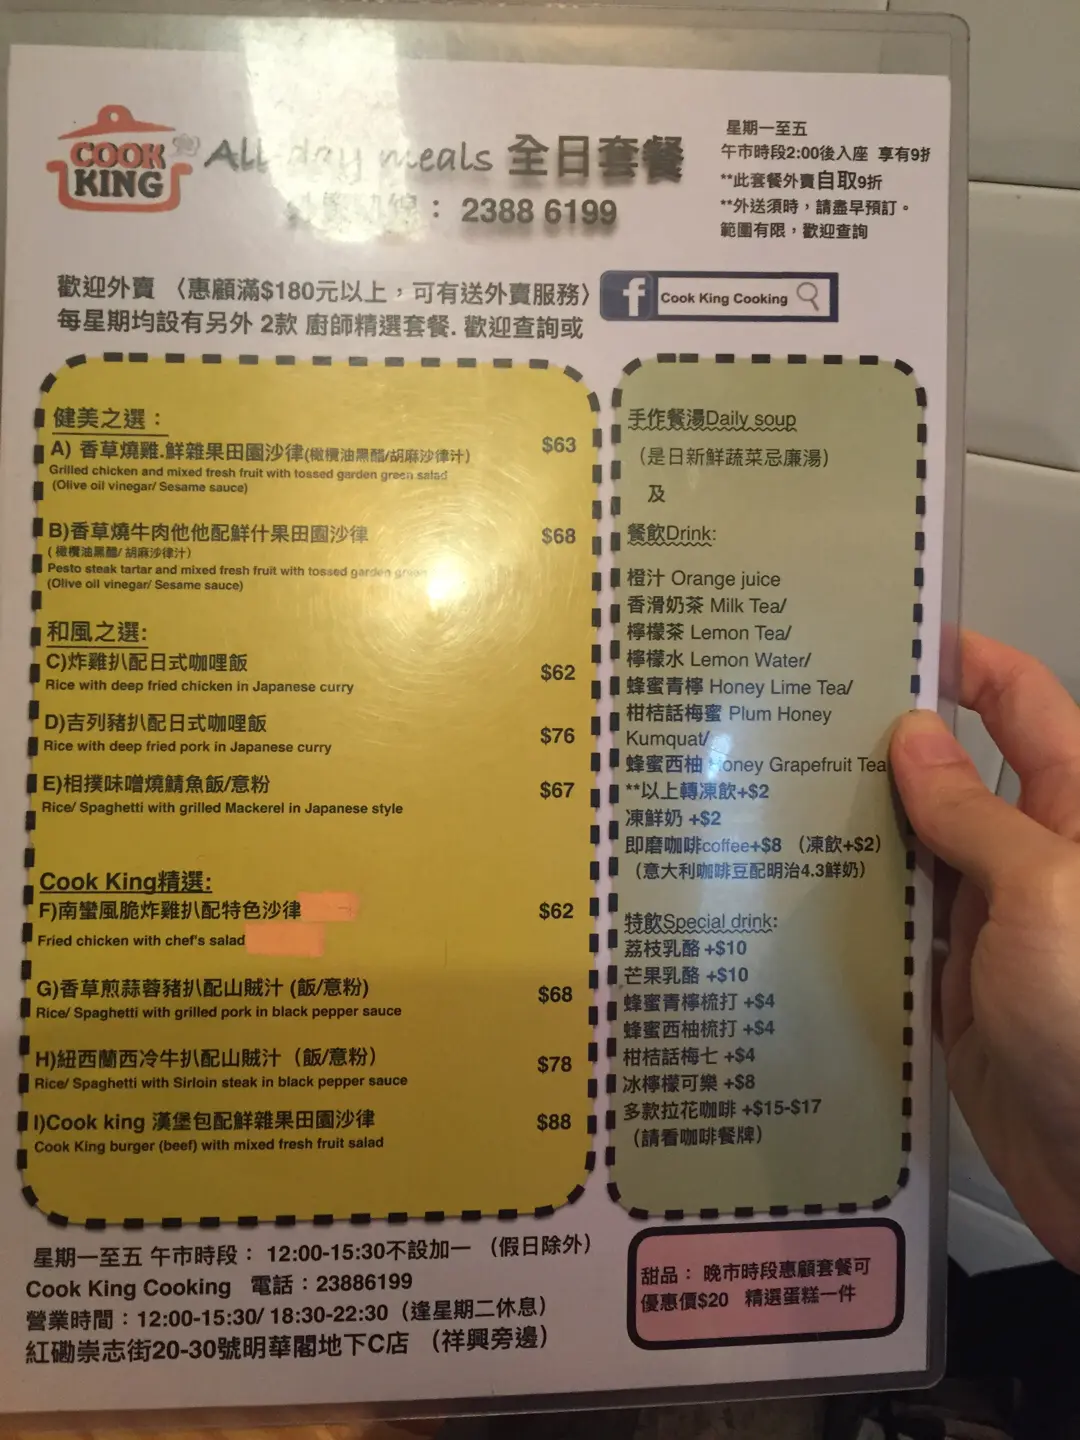 COOK
KING
All day meals 全日套餐
： 2388 6199
星期一至五
午市時段2:00後入座 享有9折
**此套餐外賣自取9折
**外送須時，請盡早預訂。
範圍有限，歡迎查詢
歡迎外賣 〈惠顧滿$180元以上，可有送外賣服務〉
每星期均設有另外 2款 廚師精選套餐. 歡迎查詢或
f Cook King Cooking
健美之選：
A) 香草燒雞.鮮雜果田園沙律(橄欖油黑醋/胡麻沙律汁) $63
Grilled chicken and mixed fresh fruit with tossed garden green salad
(Olive oil vinegar/ Sesame sauce)
B)香草燒牛肉他他配鮮什果田園沙律 $68
( 橄欖油黑醋/ 胡麻沙律汁)
Pesto steak tartar and mixed fresh fruit with tossed garden green
(Olive oil vinegar/ Sesame sauce)
和風之選:
C)炸雞扒配日式咖哩飯 $62
Rice with deep fried chicken in Japanese curry
D)吉列豬扒配日式咖哩飯 $76
Rice with deep fried pork in Japanese curry
E)相撲味噌燒鯖魚飯/意粉 $67
Rice/ Spaghetti with grilled Mackerel in Japanese style
Cook King精選:
F)南蠻風脆炸雞扒配特色沙律 $62
Fried chicken with chef's salad
G)香草煎蒜蓉豬扒配山賊汁 (飯/意粉) $68
Rice/ Spaghetti with grilled pork in black pepper sauce
H)紐西蘭西冷牛扒配山賊汁（飯/意粉） $78
Rice/ Spaghetti with Sirloin steak in black pepper sauce
I)Cook king 漢堡包配鮮雜果田園沙律 $88
Cook King burger (beef) with mixed fresh fruit salad
手作餐湯Daily soup
（是日新鮮蔬菜忌廉湯）
及
餐飲Drink:
橙汁 Orange juice
香滑奶茶 Milk Tea/
檸檬茶 Lemon Tea/
檸檬水 Lemon Water/
蜂蜜青檸 Honey Lime Tea/
柑桔話梅蜜 Plum Honey
Kumquat/
蜂蜜西柚 Honey Grapefruit Tea
**以上轉凍飲+$2
凍鮮奶 +$2
即磨咖啡coffee+$8 （凍飲+$2）
（意大利咖啡豆配明治4.3鮮奶）
特飲Special drink:
荔枝乳酪 +$10
芒果乳酪 +$10
蜂蜜青檸梳打 +$4
蜂蜜西柚梳打 +$4
柑桔話梅七 +$4
冰檸檬可樂 +$8
多款拉花咖啡 +$15-$17
（請看咖啡餐牌）
星期一至五 午市時段： 12:00-15:30不設加一 （假日除外）
Cook King Cooking 電話：23886199
營業時間：12:00-15:30/ 18:30-22:30（逢星期二休息）
紅磡崇志街20-30號明華閣地下C店 （祥興旁邊）
甜品： 晚市時段惠顧套餐可
優惠價$20 精選蛋糕一件